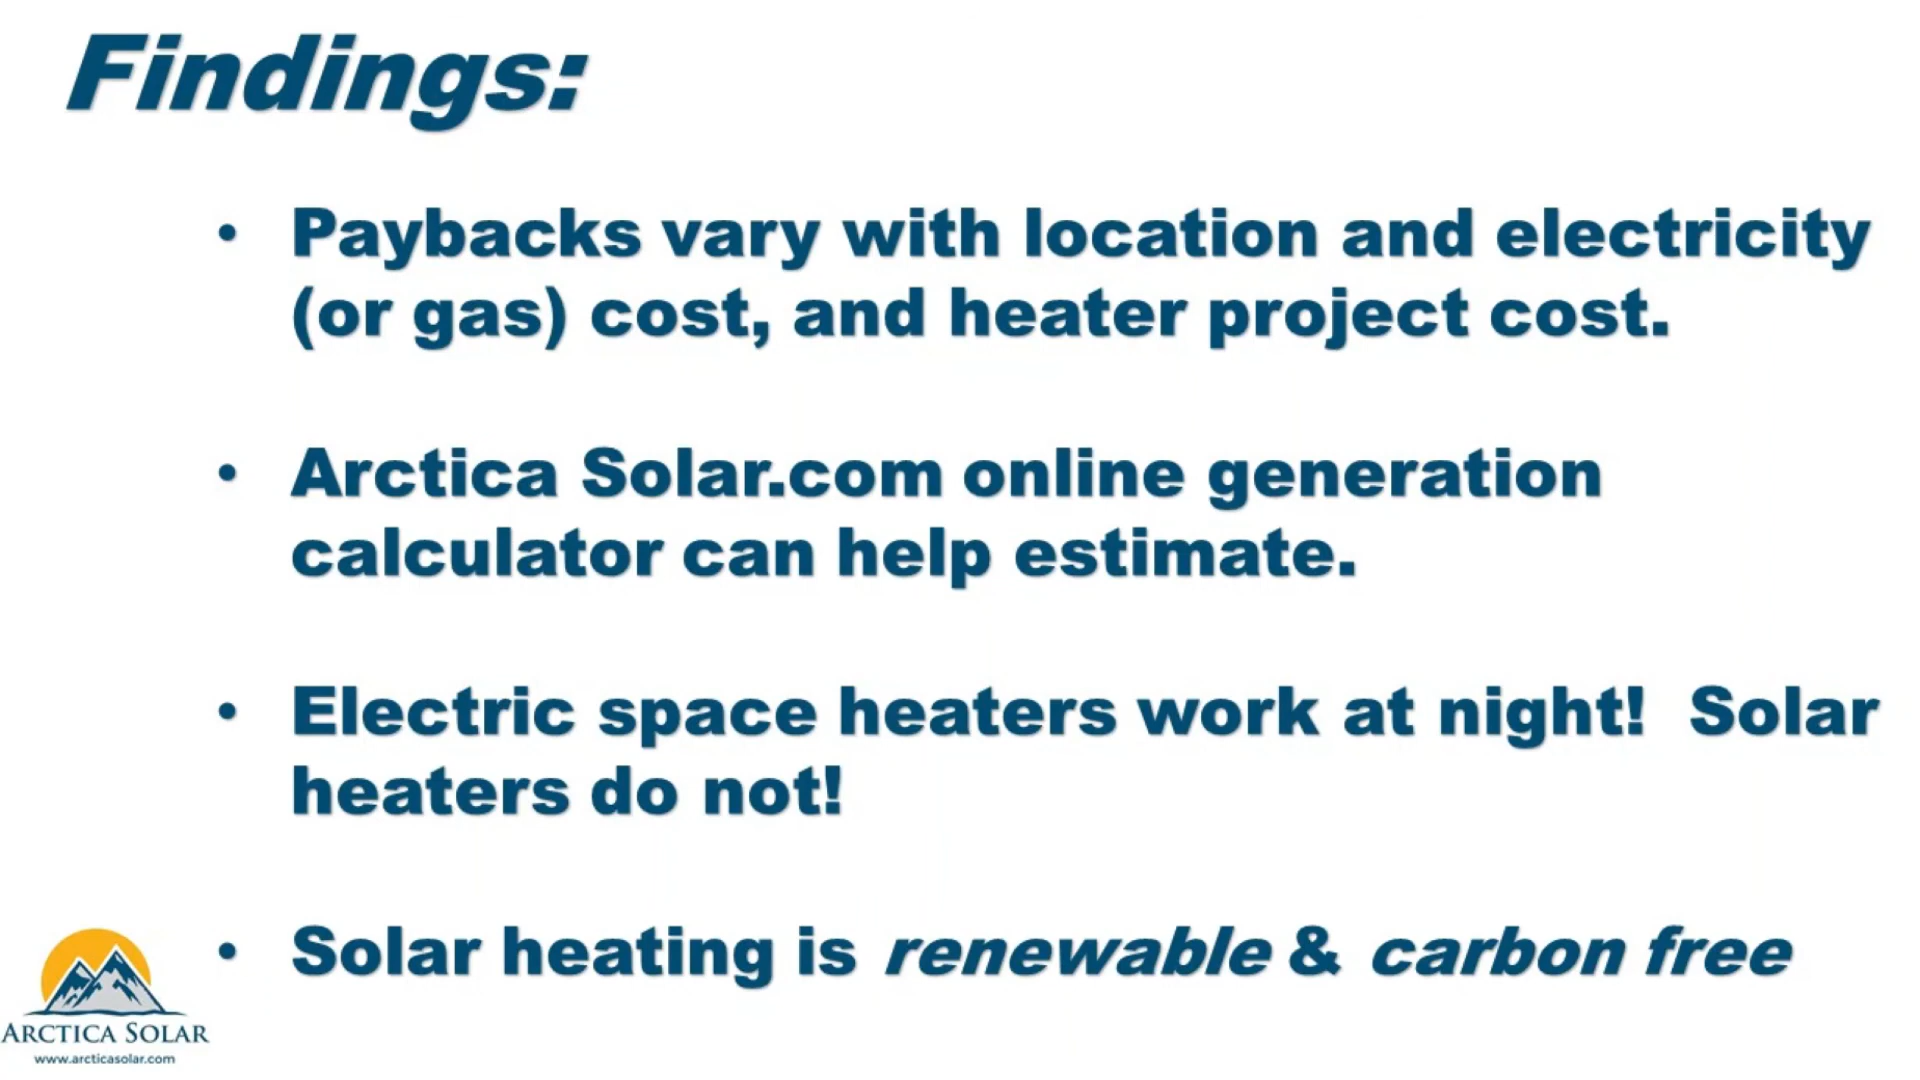 Findings:
• Paybacks vary with location and electricity
(or gas) cost, and heater project cost.
• Arctica Solar.com online generation
calculator can help estimate.
• Electric space heaters work at night!  Solar
heaters do not!
• Solar heating is renewable & carbon free
ARCTICA SOLAR
www.arcticasolar.com